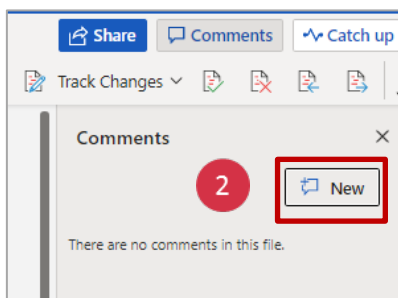 Share Comments Catch up
Track Changes
Comments
2 New
There are no comments in this file.